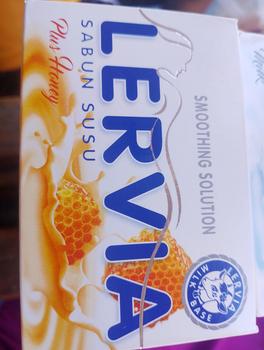 SMOOTHING SOLUTION
LERVIA
SABUN SUSU
Plus Honey
LERVIA
MILK BASE